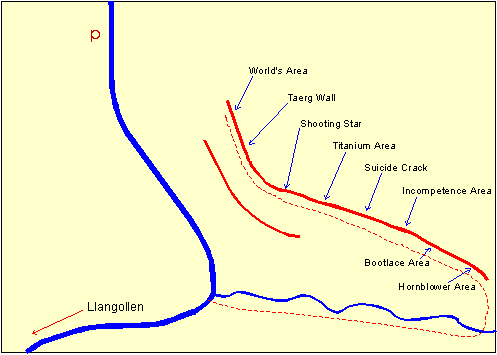 p
World's Area
Taerg Wall
Shooting Star
Titanium Area
Suicide Crack
Incompetence Area
Bootlace Area
Hornblower Area
Llangollen